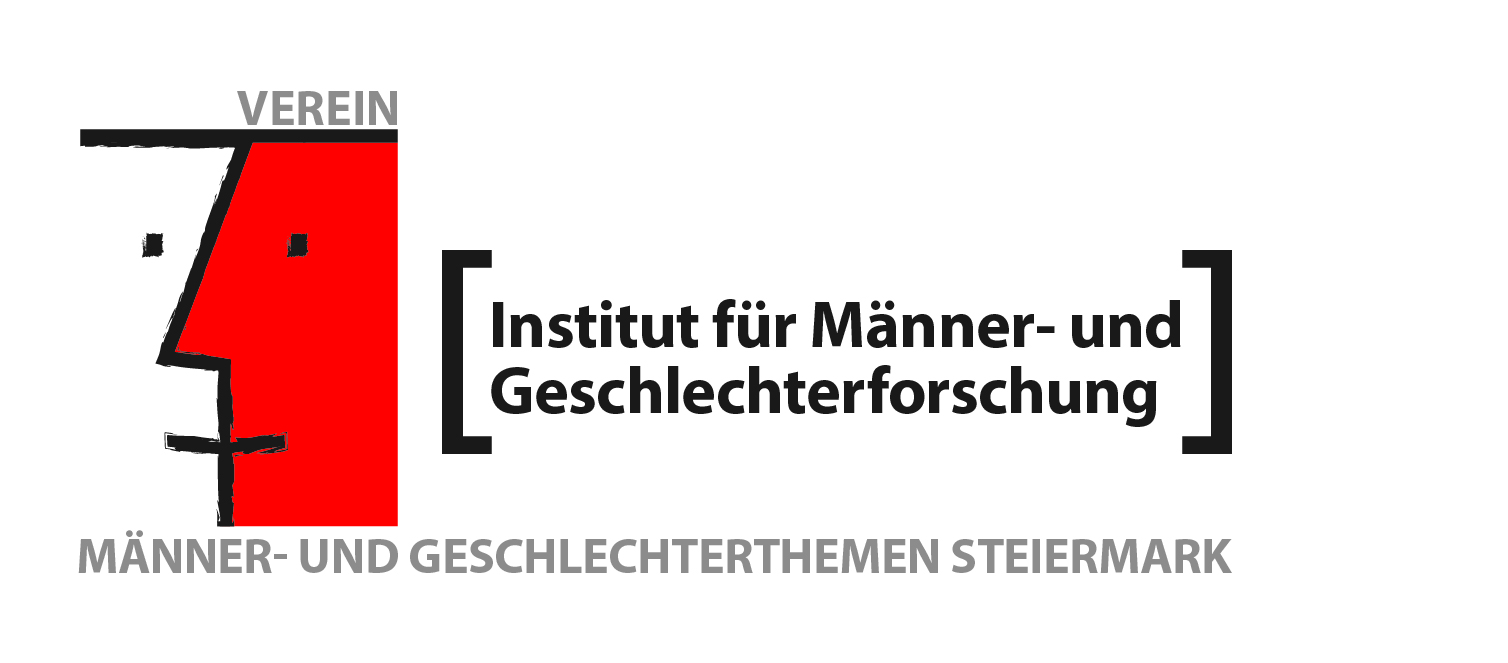 VEREIN
Institut für Männer- und
Geschlechterforschung
MÄNNER- UND GESCHLECHTERTHEMEN STEIERMARK